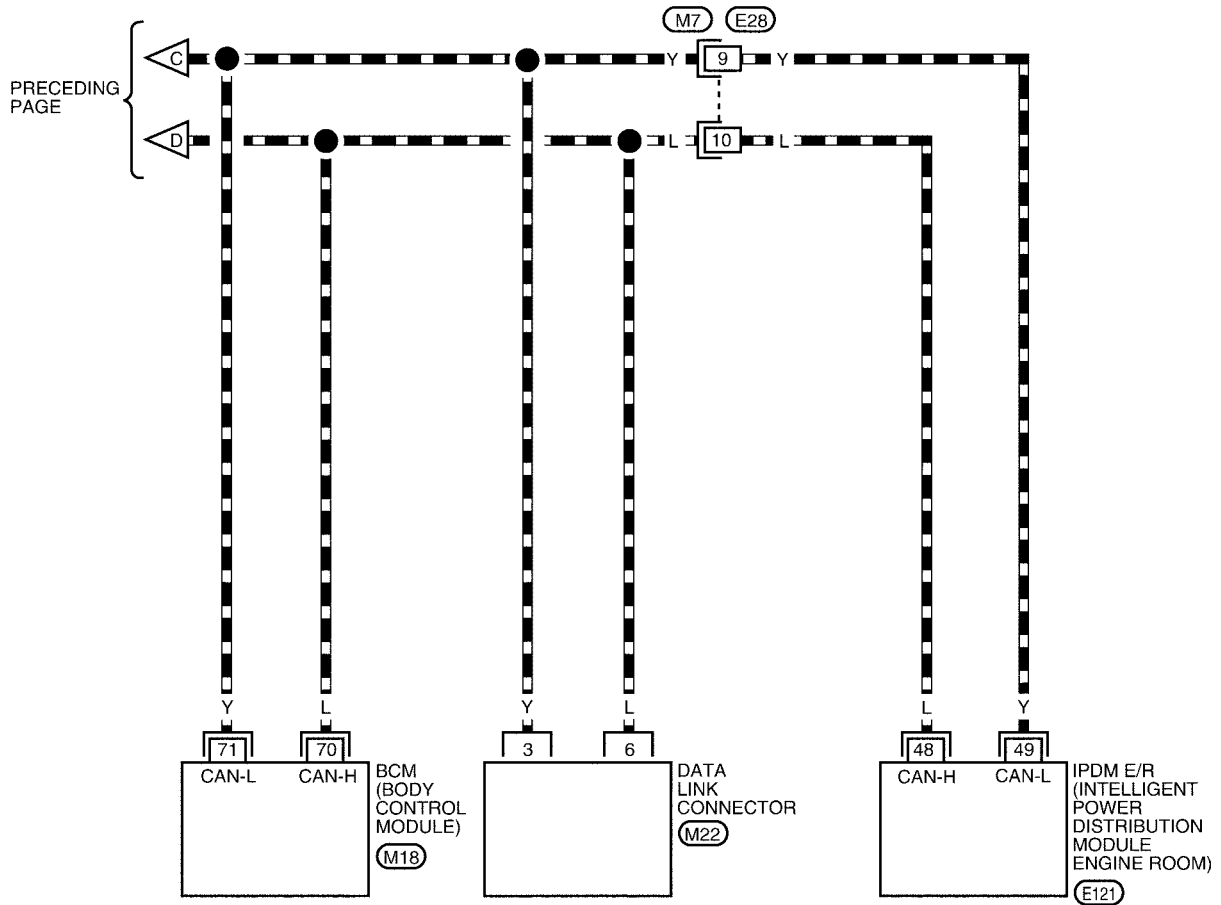 M7 E28
C Y 9 Y
PRECEDING
PAGE
D L 10 L
Y L Y L L Y
71 70 3 6 48 49
CAN-L CAN-H
BCM
(BODY
CONTROL
MODULE)
M18
DATA
LINK
CONNECTOR
M22
CAN-H CAN-L
IPDM E/R
(INTELLIGENT
POWER
DISTRIBUTION
MODULE
ENGINE ROOM)
E121